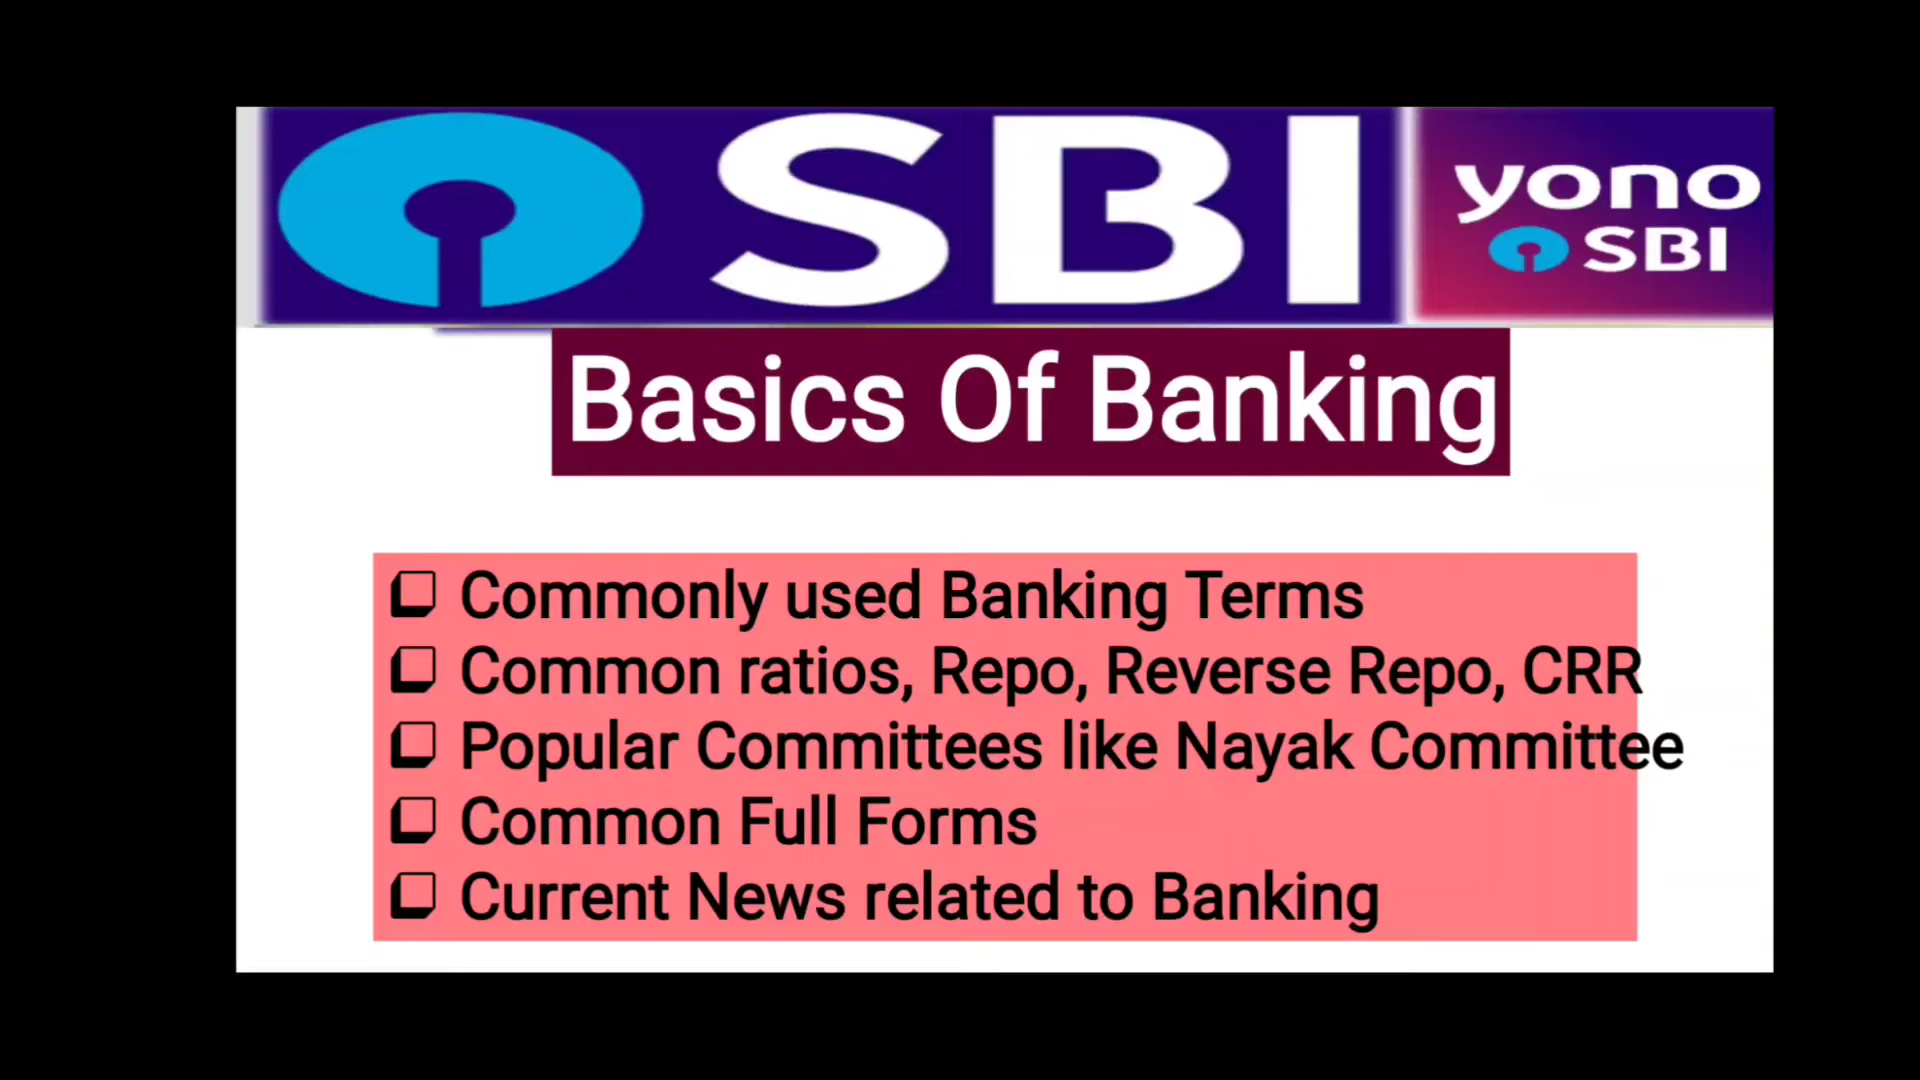 SBI
yono
SBI
Basics Of Banking
Commonly used Banking Terms
Common ratios, Repo, Reverse Repo, CRR
Popular Committees like Nayak Committee
Common Full Forms
Current News related to Banking